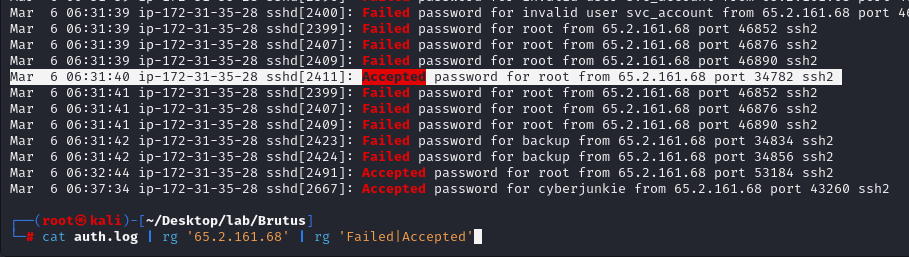 Mar  6 06:31:39 ip-172-31-35-28 sshd[2400]: Failed password for invalid user svc_account from 65.2.161.68 port 46
Mar  6 06:31:39 ip-172-31-35-28 sshd[2399]: Failed password for root from 65.2.161.68 port 46852 ssh2
Mar  6 06:31:39 ip-172-31-35-28 sshd[2407]: Failed password for root from 65.2.161.68 port 46876 ssh2
Mar  6 06:31:39 ip-172-31-35-28 sshd[2409]: Failed password for root from 65.2.161.68 port 46890 ssh2
Mar  6 06:31:40 ip-172-31-35-28 sshd[2411]: Accepted password for root from 65.2.161.68 port 34782 ssh2
Mar  6 06:31:41 ip-172-31-35-28 sshd[2399]: Failed password for root from 65.2.161.68 port 46852 ssh2
Mar  6 06:31:41 ip-172-31-35-28 sshd[2407]: Failed password for root from 65.2.161.68 port 46876 ssh2
Mar  6 06:31:41 ip-172-31-35-28 sshd[2409]: Failed password for root from 65.2.161.68 port 46890 ssh2
Mar  6 06:31:42 ip-172-31-35-28 sshd[2423]: Failed password for backup from 65.2.161.68 port 34834 ssh2
Mar  6 06:31:42 ip-172-31-35-28 sshd[2424]: Failed password for backup from 65.2.161.68 port 34856 ssh2
Mar  6 06:32:44 ip-172-31-35-28 sshd[2491]: Accepted password for root from 65.2.161.68 port 53184 ssh2
Mar  6 06:37:34 ip-172-31-35-28 sshd[2667]: Accepted password for cyberjunkie from 65.2.161.68 port 43260 ssh2
┌──(root㉿kali)-[~/Desktop/lab/Brutus]
└─# cat auth.log | rg '65.2.161.68' | rg 'Failed|Accepted'